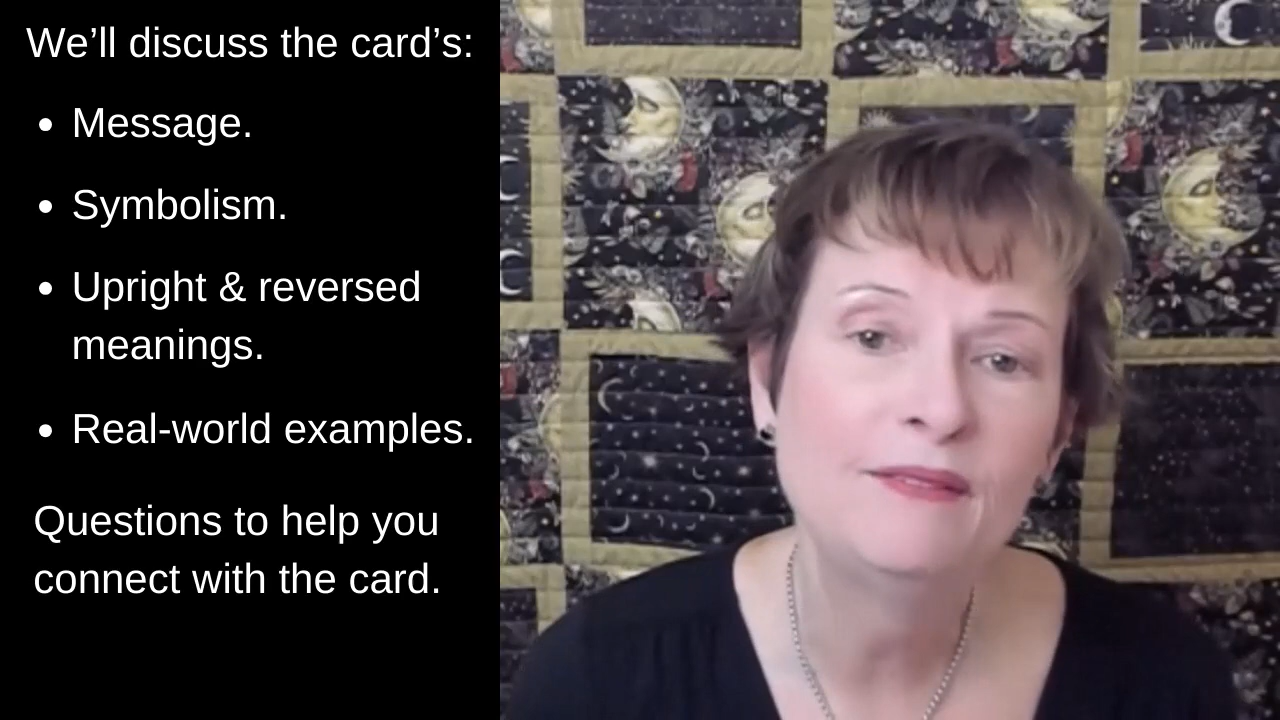 We’ll discuss the card’s:
• Message.
• Symbolism.
• Upright & reversed
meanings.
• Real-world examples.
Questions to help you
connect with the card.